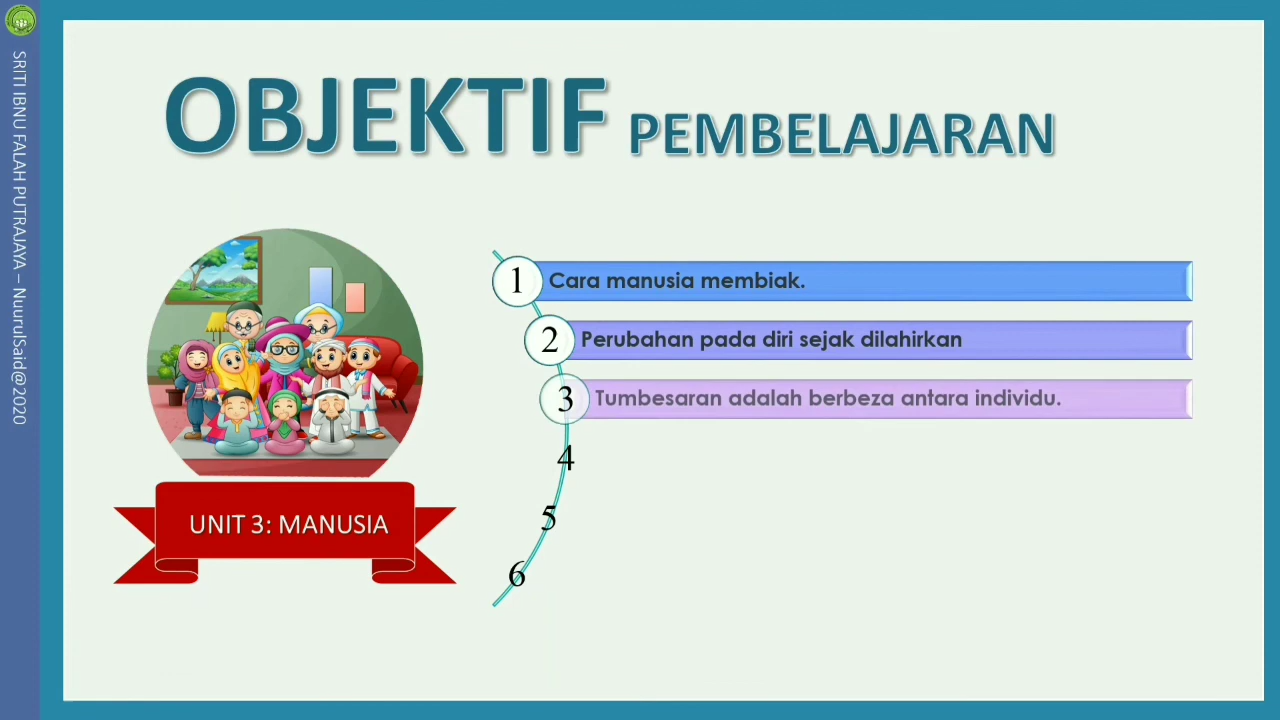 SRITI IBNU FALAH PUTRAJAYA – NuurulSaid@2020
OBJEKTIF PEMBELAJARAN
1 Cara manusia membiak.
2 Perubahan pada diri sejak dilahirkan
3 Tumbesaran adalah berbeza antara individu.
4
5
6
UNIT 3: MANUSIA